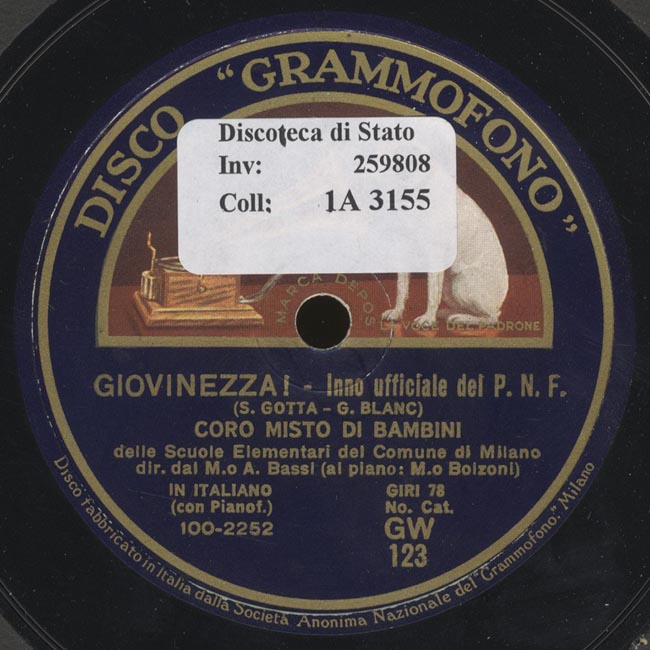 DISCO "GRAMMOFONO"
Discoteca di Stato
Inv: 259808
Coll: 1A 3155
MARCA DEPOS
LA VOCE DEL PADRONE
GIOVINEZZA! - Inno ufficiale del P. N. F.
(S. GOTTA - G. BLANC)
CORO MISTO DI BAMBINI
delle Scuole Elementari del Comune di Milano
dir. dal M.o A. Bassi (al piano: M.o Bolzoni)
IN ITALIANO GIRI 78
(con Pianof.) No. Cat.
100-2252 GW
123
Disco fabbricato in Italia dalla Società Anonima Nazionale del "Grammofono." Milano